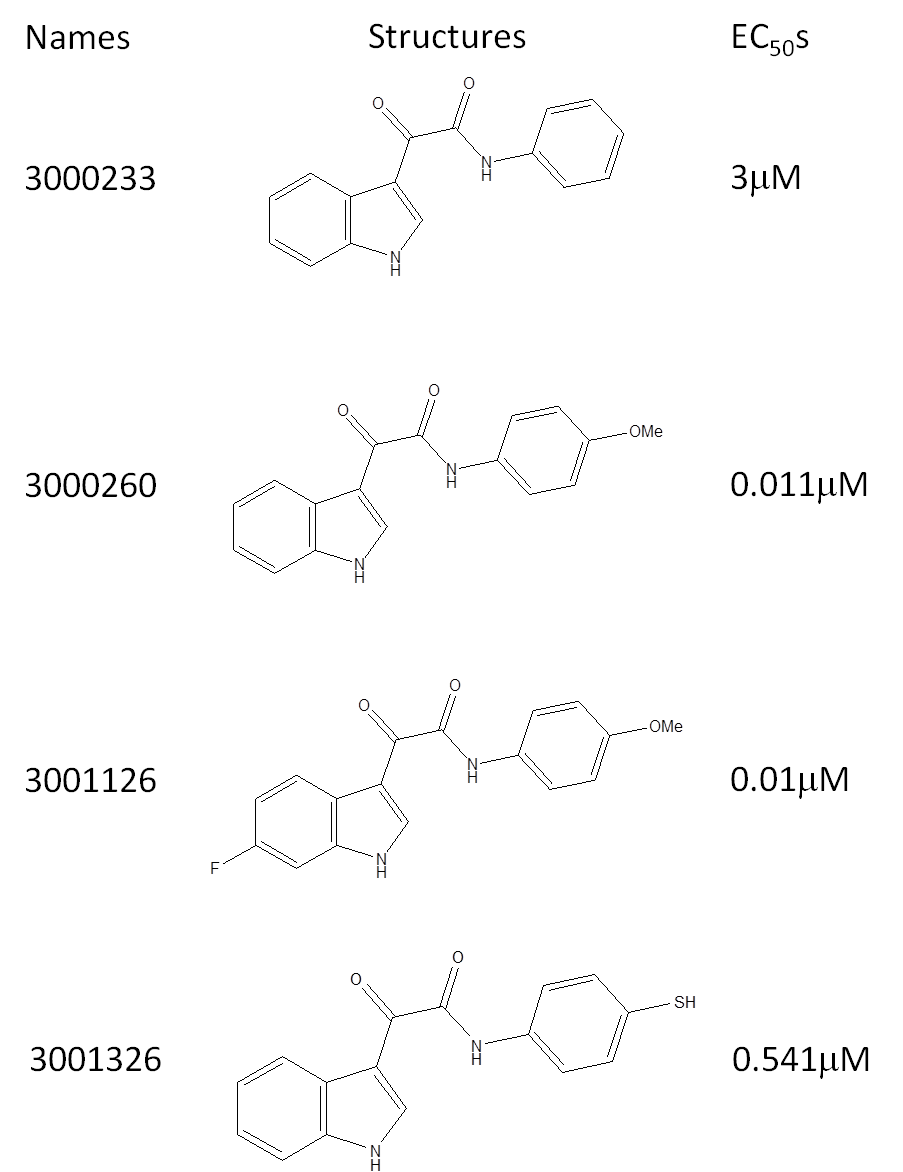 Names Structures EC50s
O O
3000233 N H 3μM
N H
O O
OMe
3000260 N H 0.011μM
N H
O O
OMe
3001126 N H 0.01μM
F N H
O O
SH
3001326 N H 0.541μM
N H